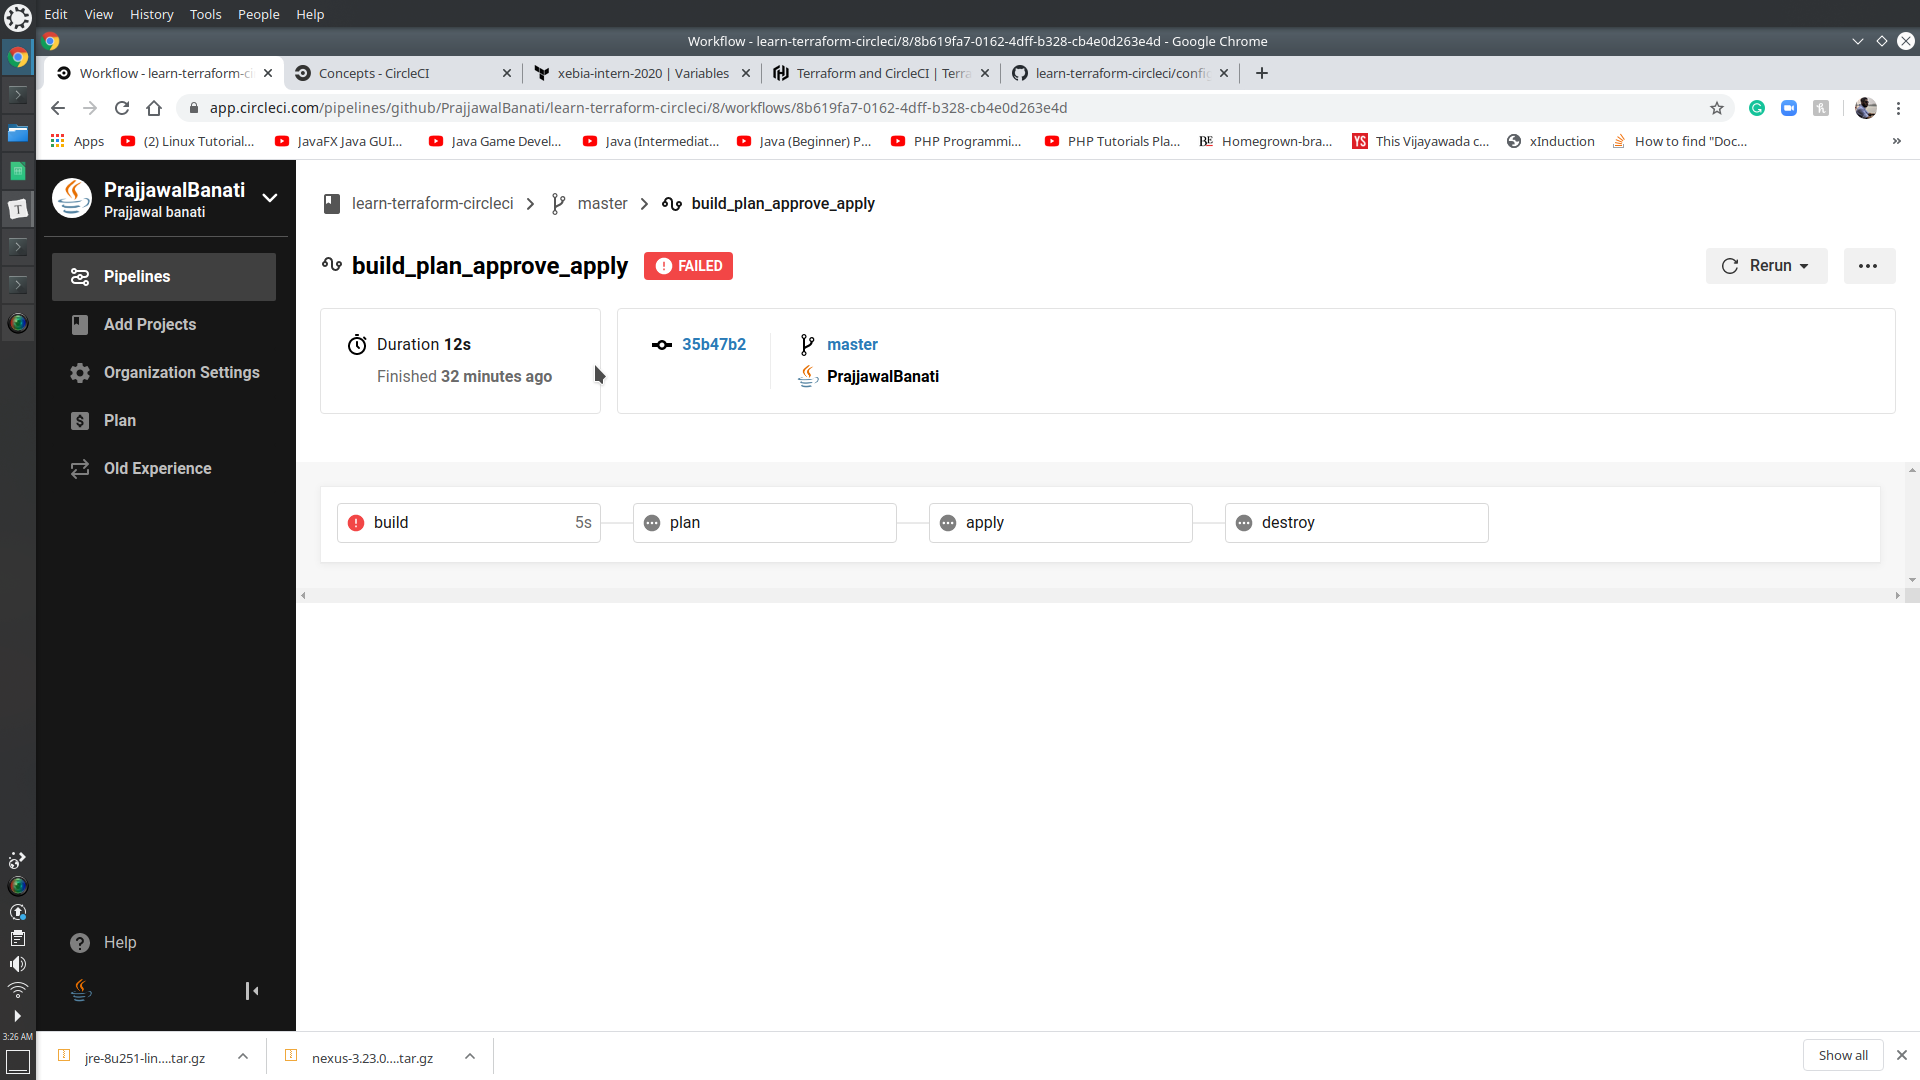 Edit View History Tools People Help
Workflow - learn-terraform-circleci/8/8b619fa7-0162-4dff-b328-cb4e0d263e4d - Google Chrome
Workflow - learn-terraform-ci
Concepts - CircleCI
xebia-intern-2020 | Variables
Terraform and CircleCI | Terra
learn-terraform-circleci/config
app.circleci.com/pipelines/github/PrajjawalBanati/learn-terraform-circleci/8/workflows/8b619fa7-0162-4dff-b328-cb4e0d263e4d
Apps (2) Linux Tutorial... JavaFX Java GUI... Java Game Devel... Java (Intermediat... Java (Beginner) P... PHP Programmi... PHP Tutorials Pla... BE Homegrown-bra... YS This Vijayawada c... xInduction How to find "Doc... »
PrajjawalBanati
Prajjawal banati
Pipelines
Add Projects
Organization Settings
Plan
Old Experience
Help
learn-terraform-circleci > master > build_plan_approve_apply
build_plan_approve_apply FAILED
Rerun
Duration 12s
Finished 32 minutes ago
35b47b2
master
PrajjawalBanati
build 5s
plan
apply
destroy
3:26 AM
jre-8u251-lin....tar.gz
nexus-3.23.0....tar.gz
Show all